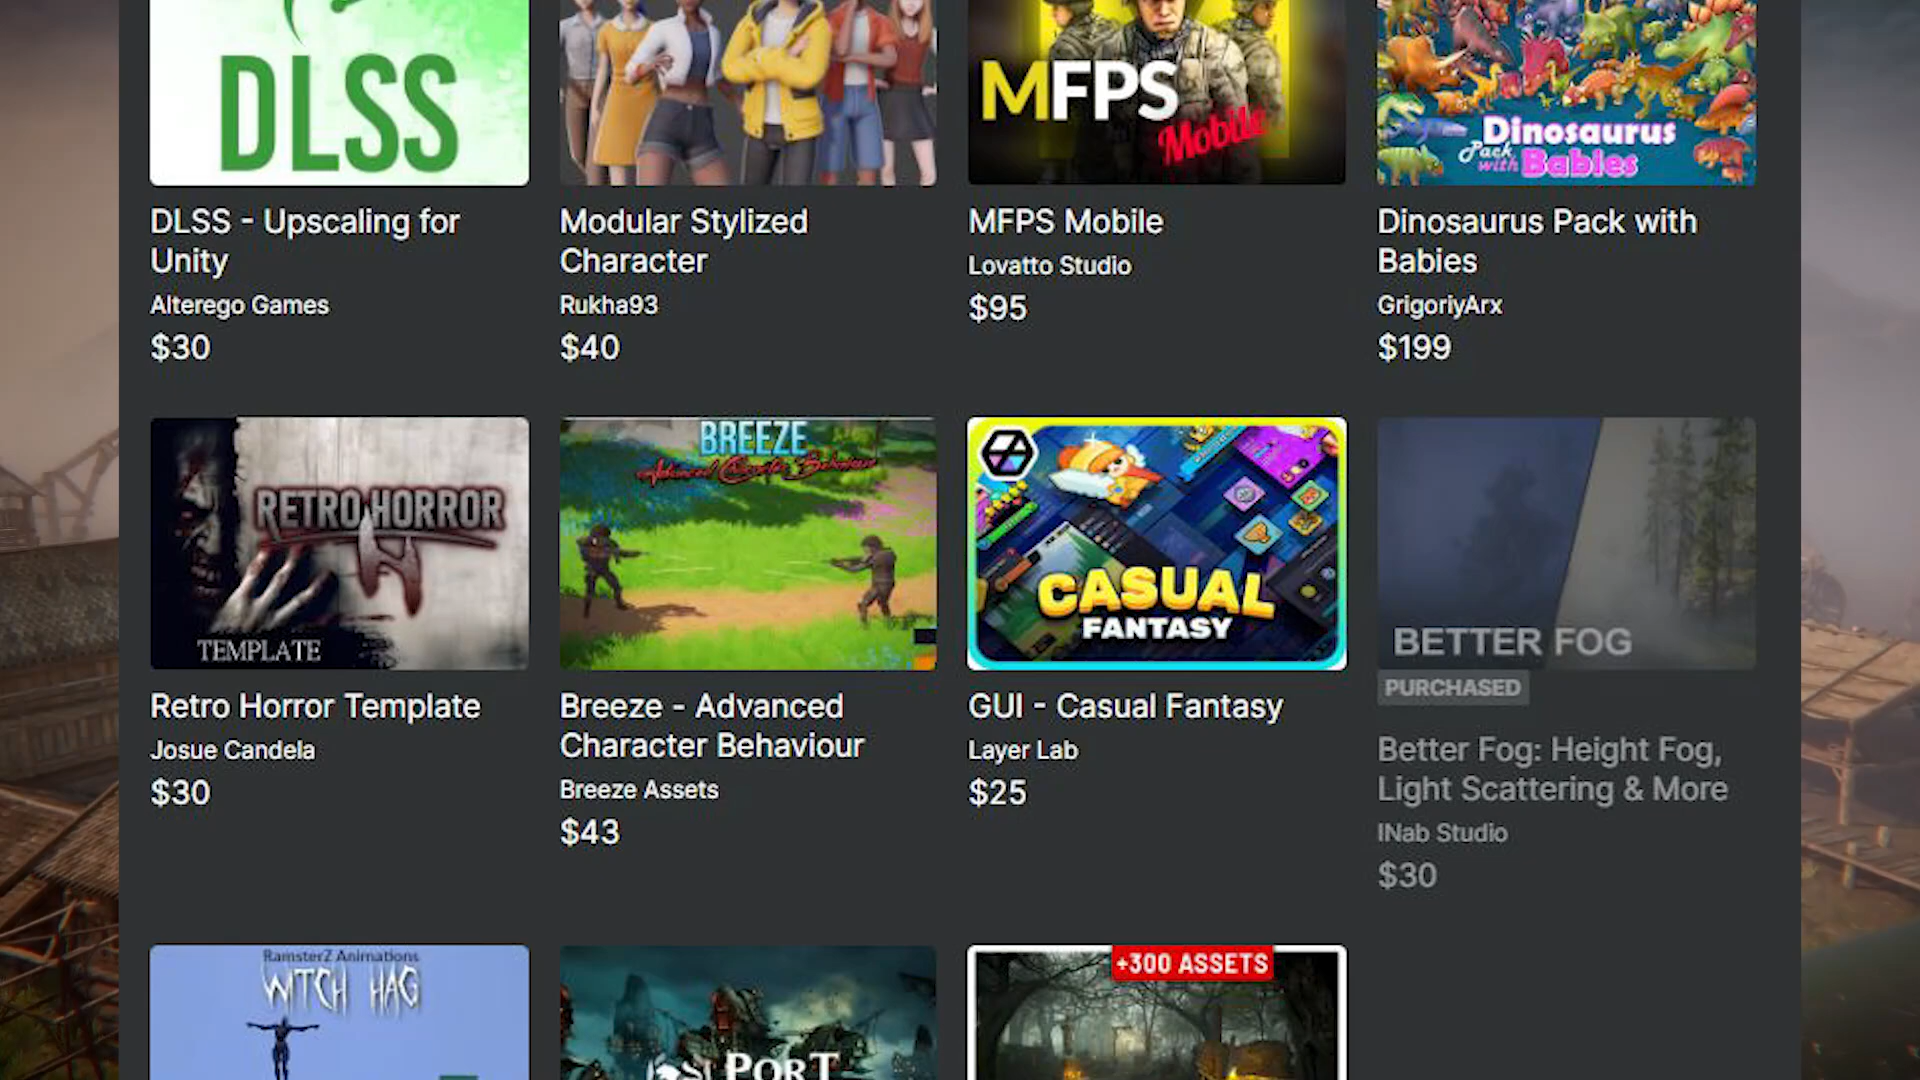 DLSS
MFPS
Mobile
Dinosaurus
Pack with
Babies
DLSS - Upscaling for
Unity
Alterego Games
$30
Modular Stylized
Character
Rukha93
$40
MFPS Mobile
Lovatto Studio
$95
Dinosaurus Pack with
Babies
GrigoriyArx
$199
RETRO HORROR
TEMPLATE
BREEZE
Advanced Character Behaviour
CASUAL
FANTASY
BETTER FOG
PURCHASED
Retro Horror Template
Josue Candela
$30
Breeze - Advanced
Character Behaviour
Breeze Assets
$43
GUI - Casual Fantasy
Layer Lab
$25
Better Fog: Height Fog,
Light Scattering & More
INab Studio
$30
RamsterZ Animations
WITCH HAG
PORT
+300 ASSETS